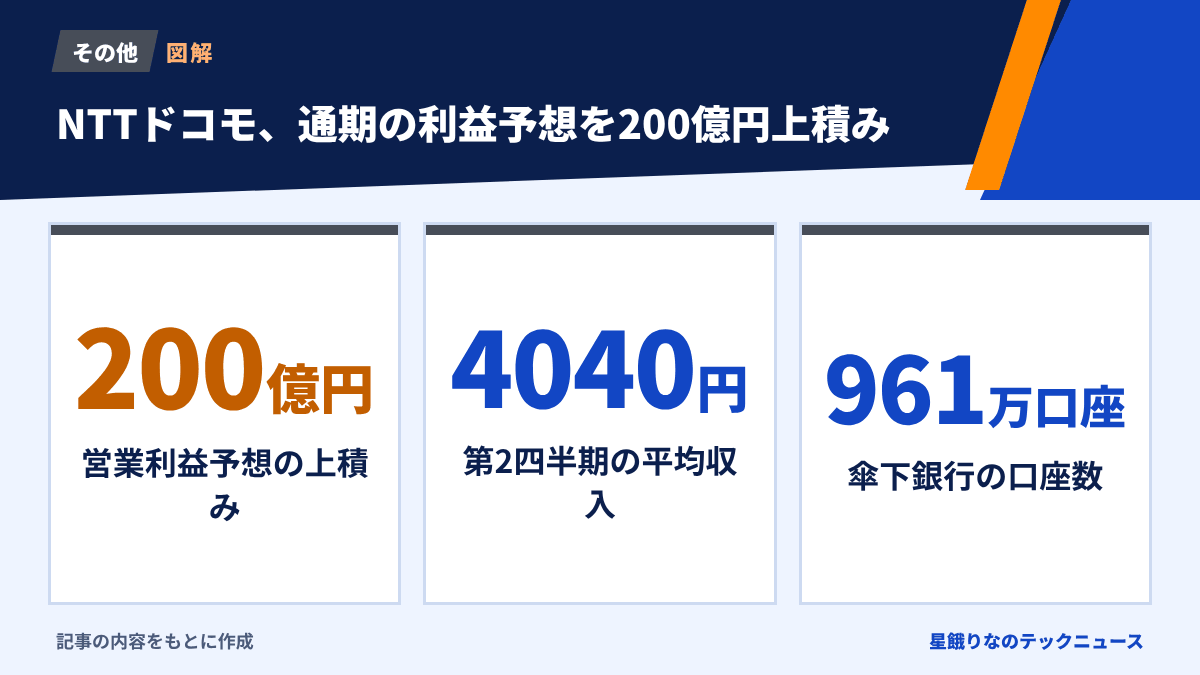 その他 図解
NTTドコモ、通期の利益予想を200億円上積み
200億円
営業利益予想の上積
み
4040円
第2四半期の平均収
入
961万口座
傘下銀行の口座数
記事の内容をもとに作成
星餓りなのテックニュース